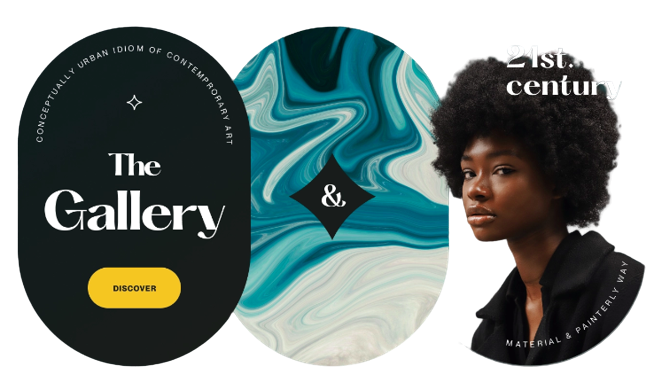 CONCEPTUALLY URBAN IDIOM OF CONTEMPORARY ART
The
Gallery
DISCOVER
&
21st.
century
MATERIAL & PAINTERLY WAY